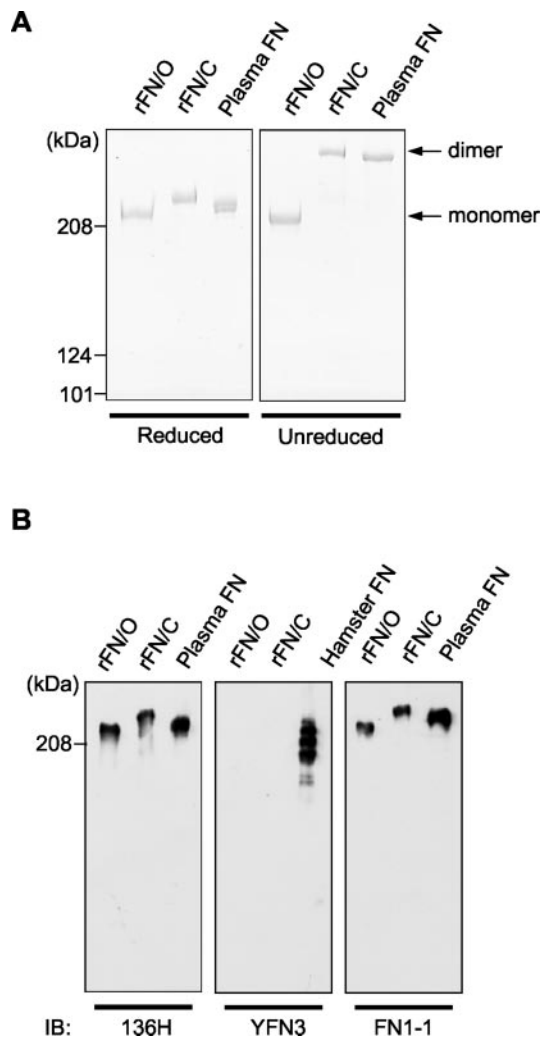 A
rFN/O rFN/C Plasma FN rFN/O rFN/C Plasma FN
(kDa)
dimer
monomer
208
124
101
Reduced Unreduced
B
rFN/O rFN/C Plasma FN rFN/O rFN/C Hamster FN rFN/O rFN/C Plasma FN
(kDa)
208
IB: 136H YFN3 FN1-1